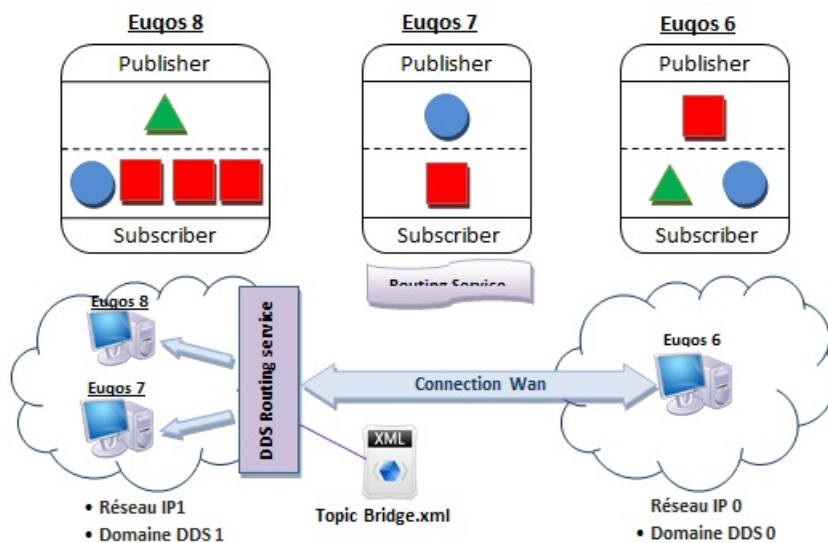 Euqos 8
Euqos 7
Euqos 6
Publisher
Publisher
Publisher
Subscriber
Subscriber
Subscriber
Routing Service
Euqos 8
Euqos 7
DDS Routing service
Connection Wan
Euqos 6
XML
Topic Bridge.xml
• Réseau IP1
• Domaine DDS 1
Réseau IP 0
• Domaine DDS 0